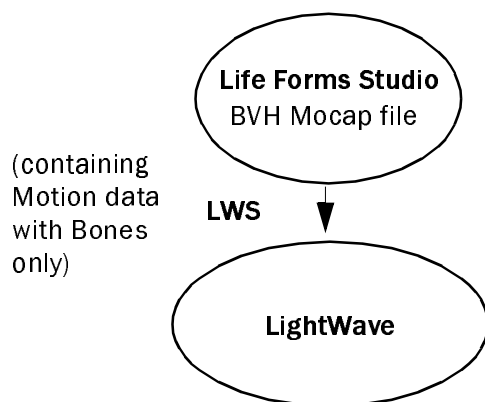 Life Forms Studio
BVH Mocap file
(containing
Motion data
with Bones
only)
LWS
LightWave